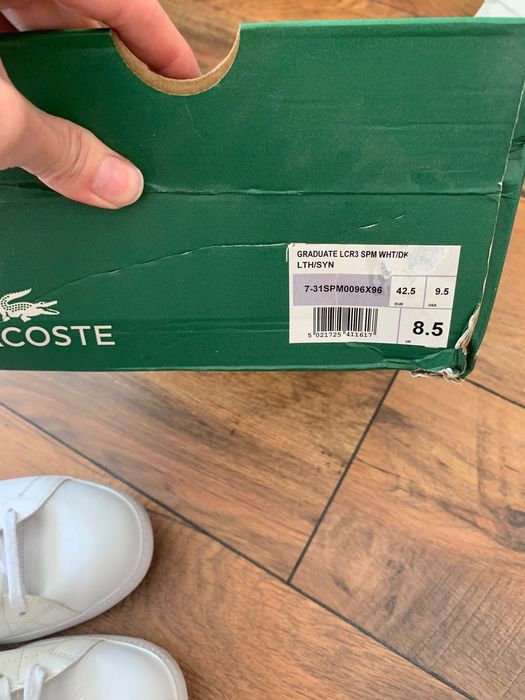 GRADUATE LCR3 SPM WHT/DK
LTH/SYN
7-31SPM0096X96
42.5
EUR
9.5
USA
5 021725 411617
8.5
UK
COSTE